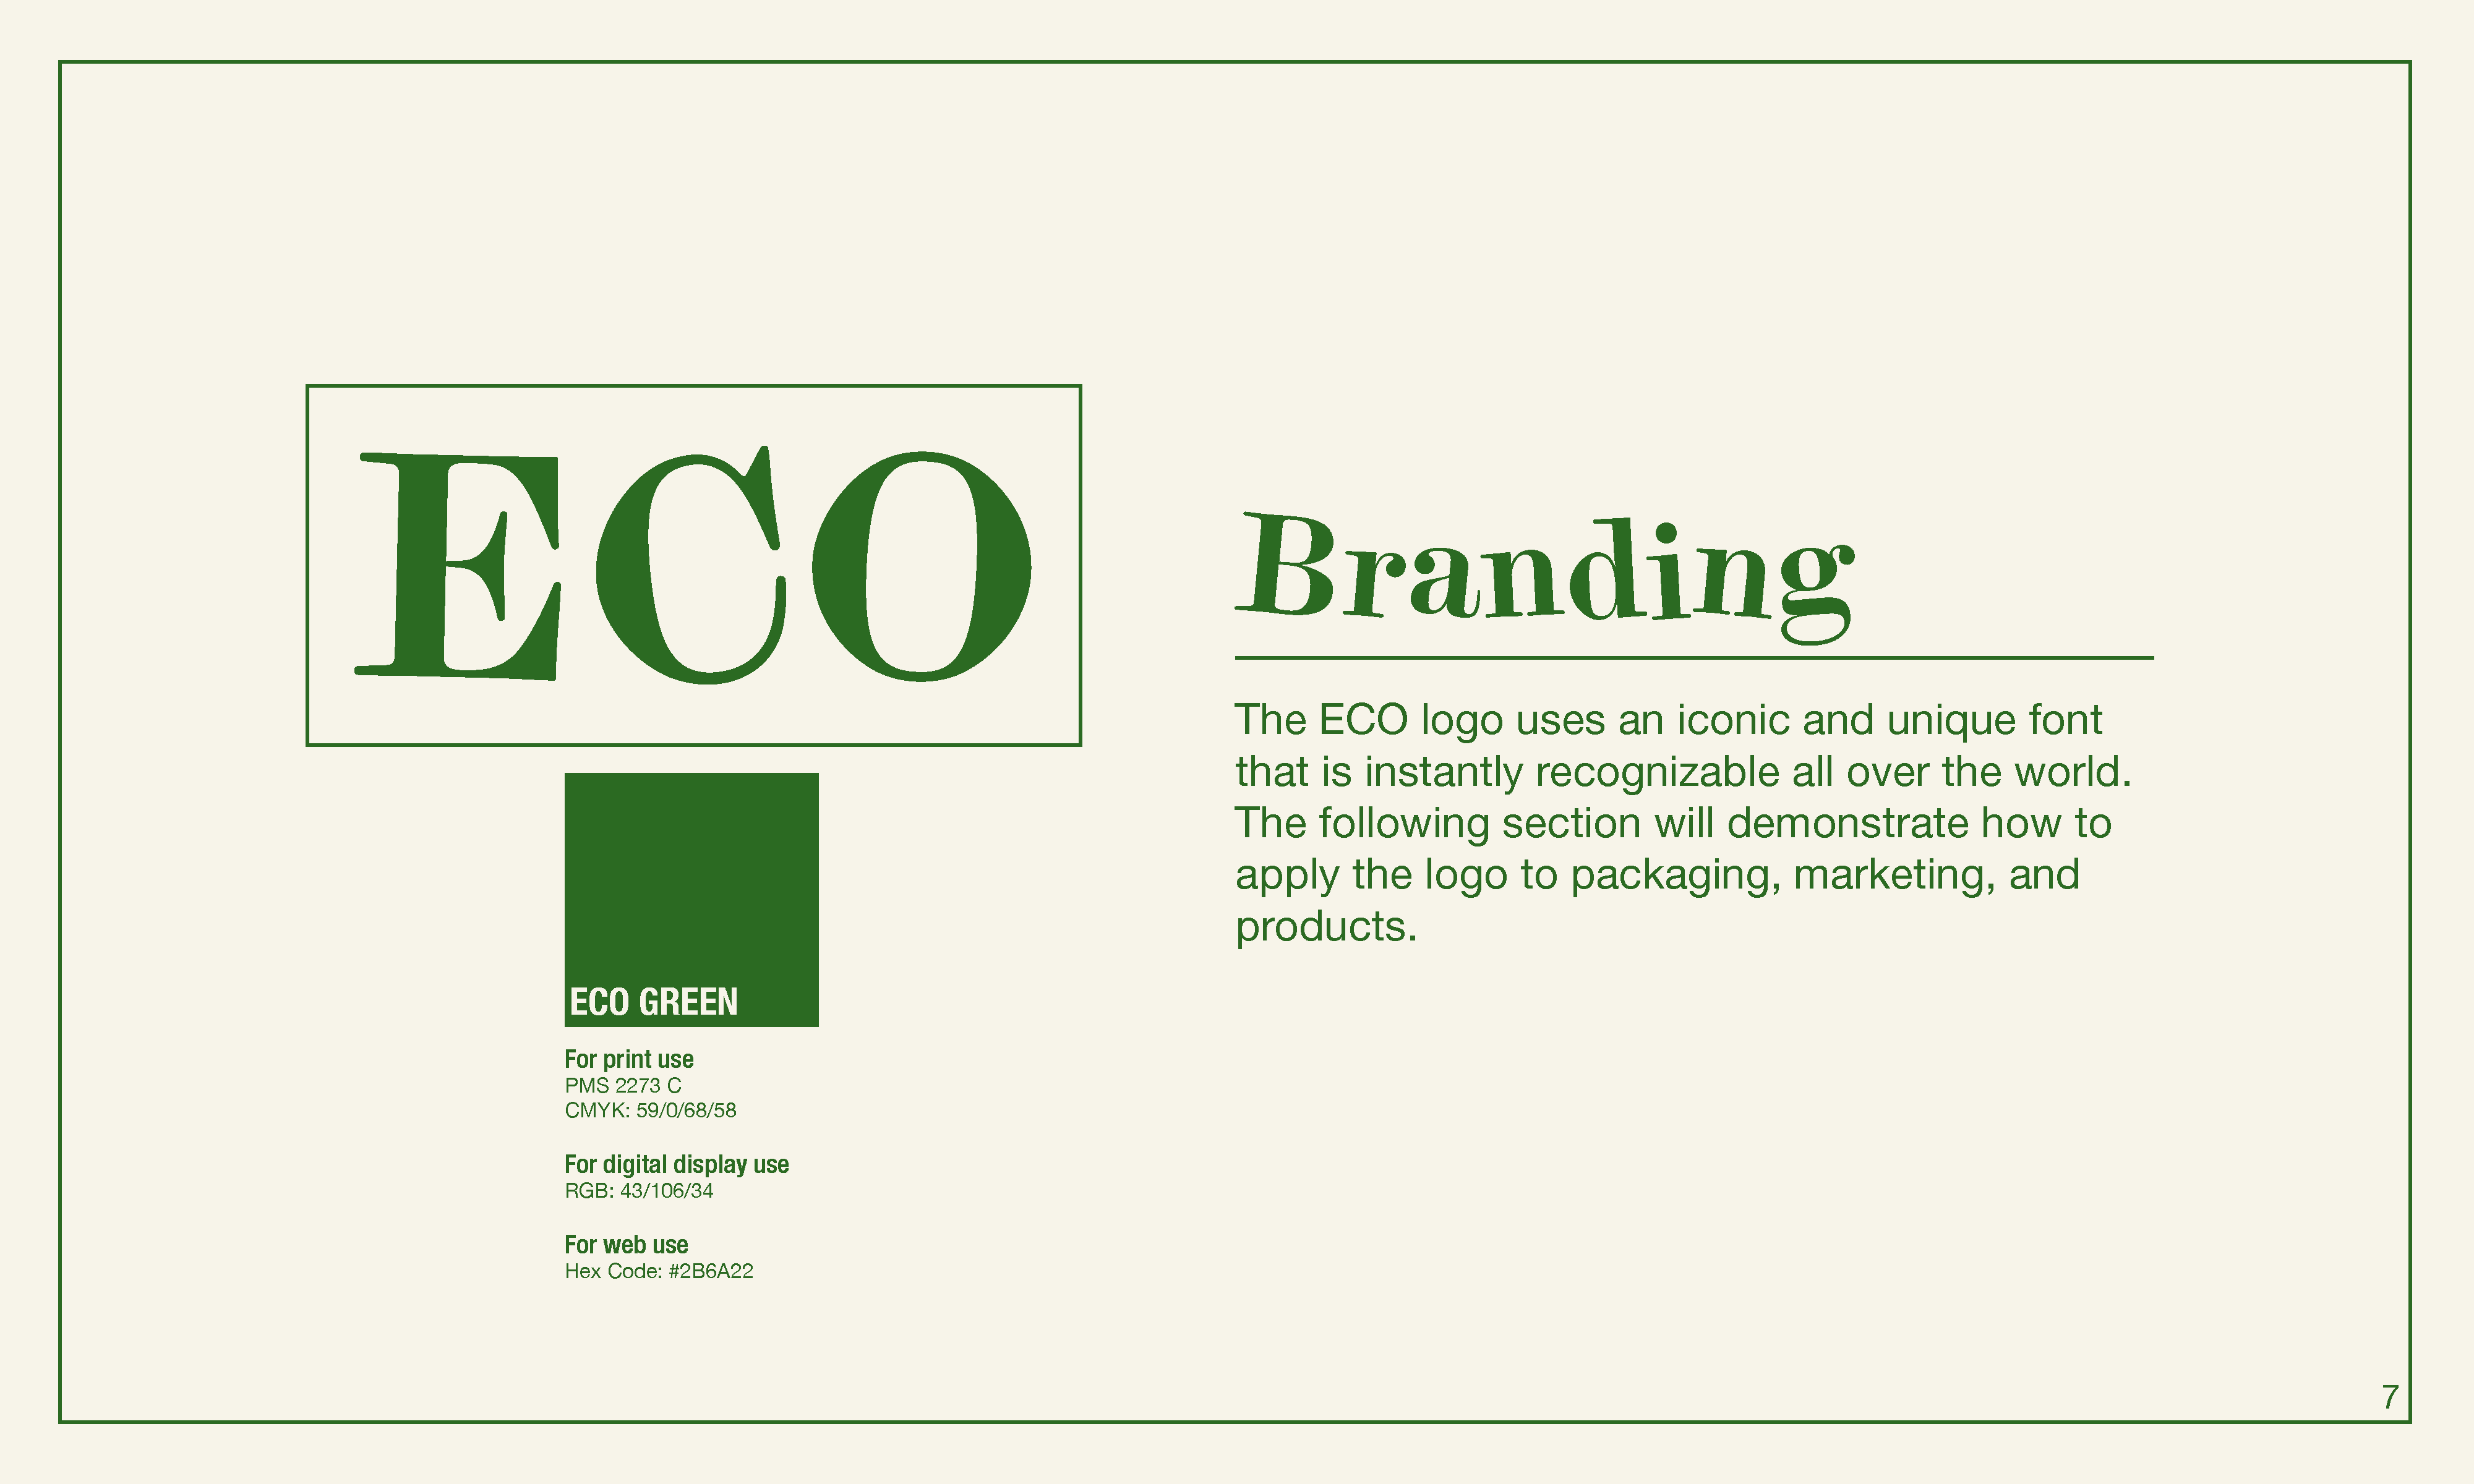 ECO
ECO GREEN
For print use
PMS 2273 C
CMYK: 59/0/68/58
For digital display use
RGB: 43/106/34
For web use
Hex Code: #2B6A22
Branding
The ECO logo uses an iconic and unique font
that is instantly recognizable all over the world.
The following section will demonstrate how to
apply the logo to packaging, marketing, and
products.
7